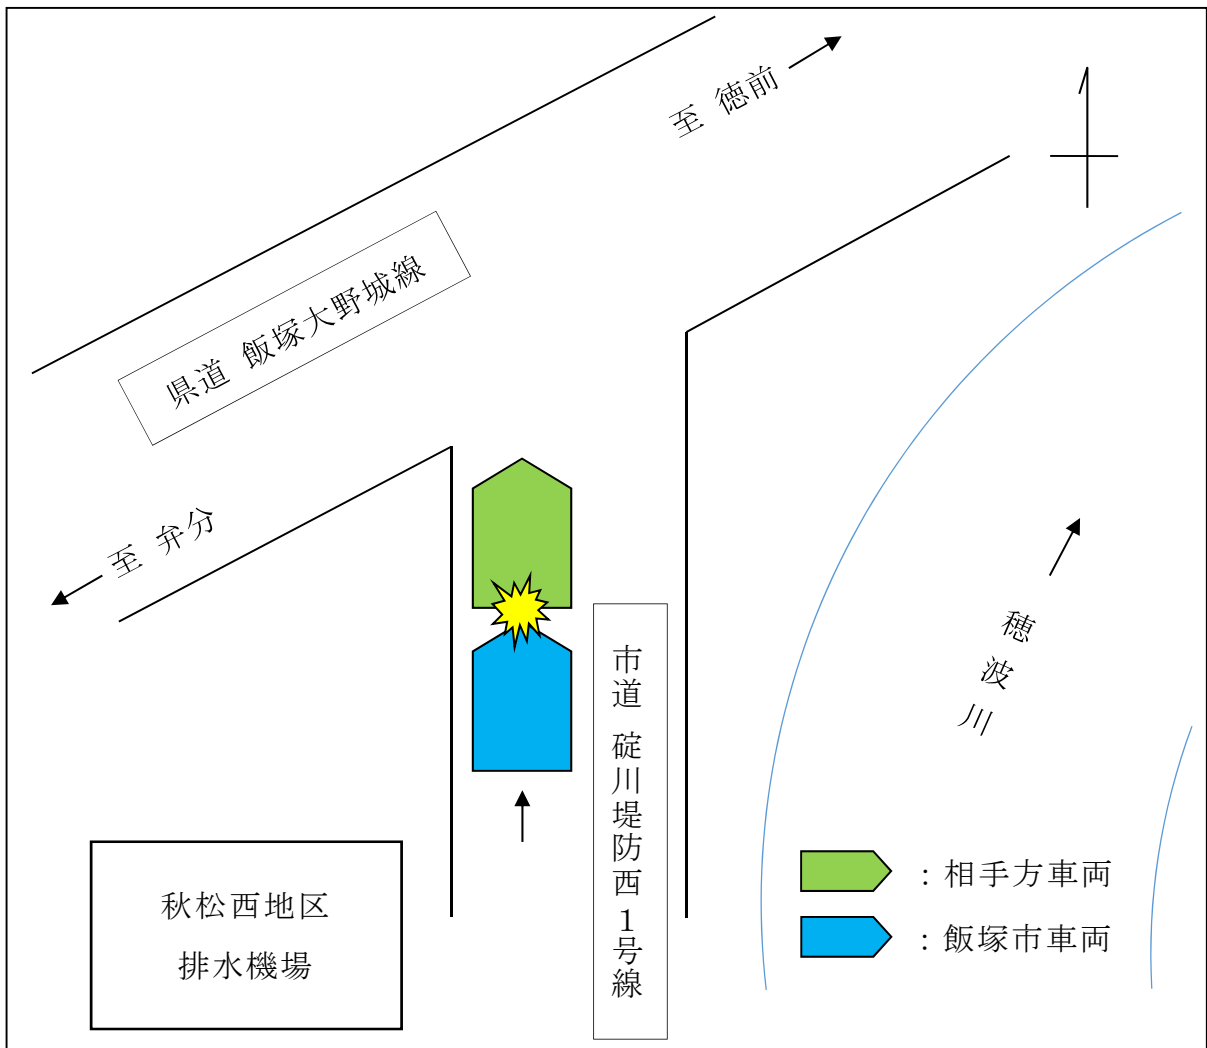 至 徳前
県道 飯塚大野城線
至 弁分
穂波川
市道 碇川堤防西1号線
：相手方車両
：飯塚市車両
秋松西地区
排水機場